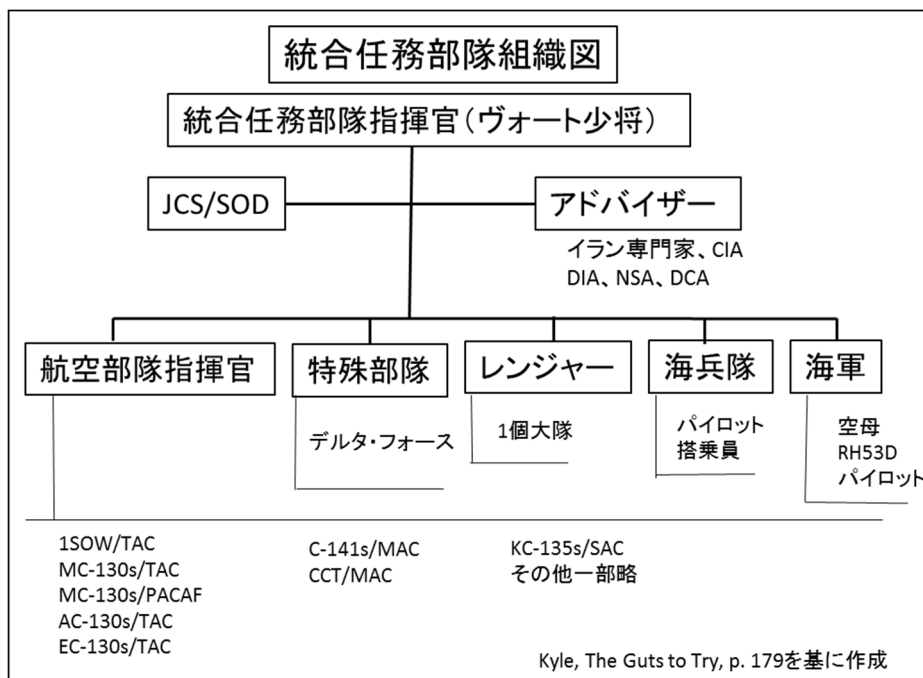 統合任務部隊組織図
統合任務部隊指揮官(ヴォート少将)
JCS/SOD
アドバイザー
イラン専門家、CIA
DIA、NSA、DCA
航空部隊指揮官
特殊部隊
レンジャー
海兵隊
海軍
デルタ・フォース
1個大隊
パイロット
搭乗員
空母
RH53D
パイロット
1SOW/TAC
MC-130s/TAC
MC-130s/PACAF
AC-130s/TAC
EC-130s/TAC
C-141s/MAC
CCT/MAC
KC-135s/SAC
その他一部略
Kyle, The Guts to Try, p. 179を基に作成